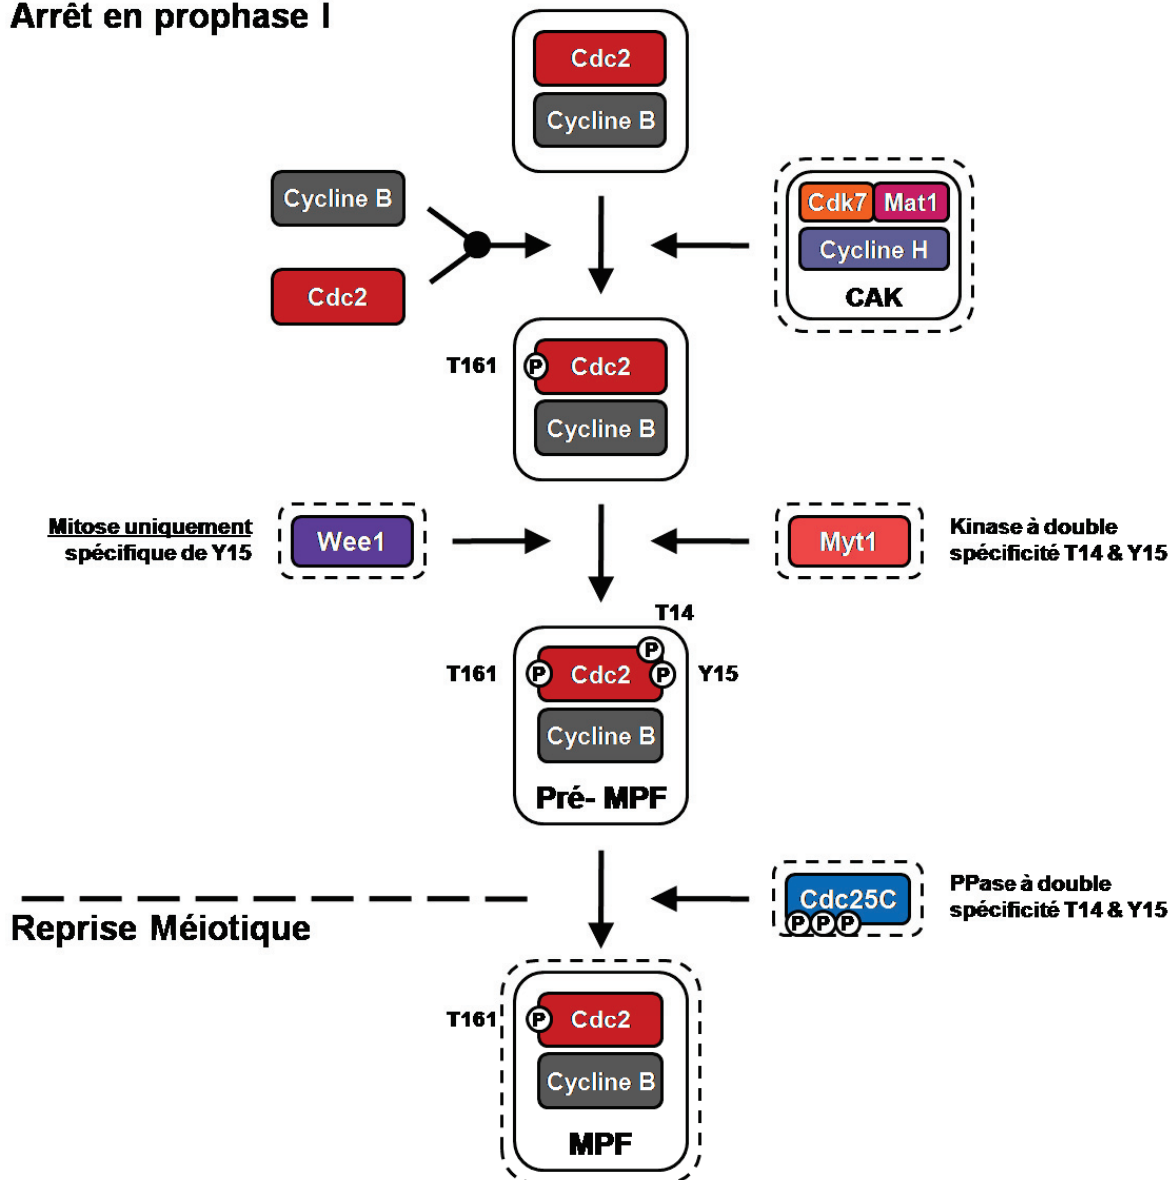 Arrêt en prophase I
Cdc2
Cycline B
Cycline B
Cdc2
Cdk7 Mat1
Cycline H
CAK
T161 P Cdc2
Cycline B
Mitose uniquement
spécifique de Y15
Wee1
Myt1
Kinase à double
spécificité T14 & Y15
T14
P
T161 P Cdc2 P Y15
Cycline B
Pré- MPF
Cdc25C
P P P
PPase à double
spécificité T14 & Y15
Reprise Méiotique
T161 P Cdc2
Cycline B
MPF